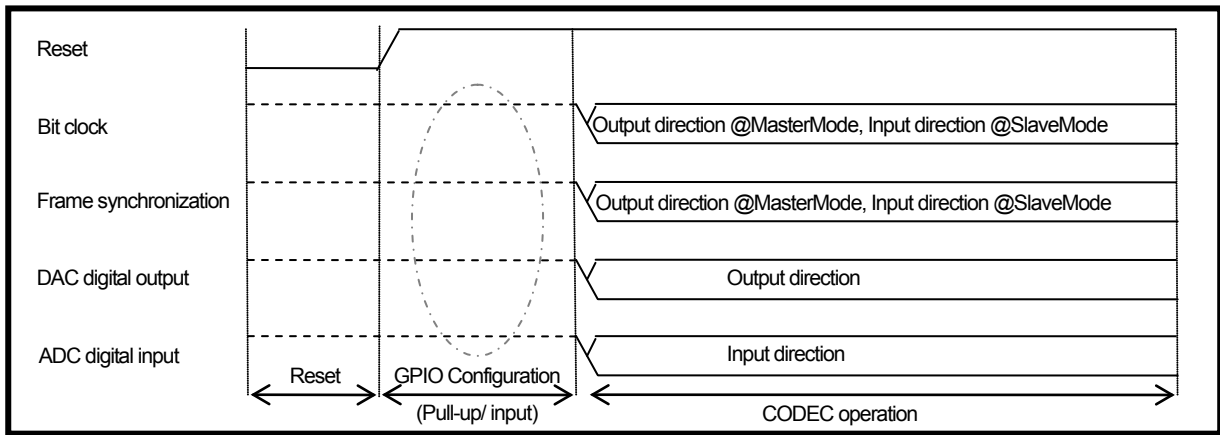 Reset
Bit clock
Output direction @MasterMode, Input direction @SlaveMode
Frame synchronization
Output direction @MasterMode, Input direction @SlaveMode
DAC digital output
Output direction
ADC digital input
Input direction
Reset
GPIO Configuration
(Pull-up/ input)
CODEC operation